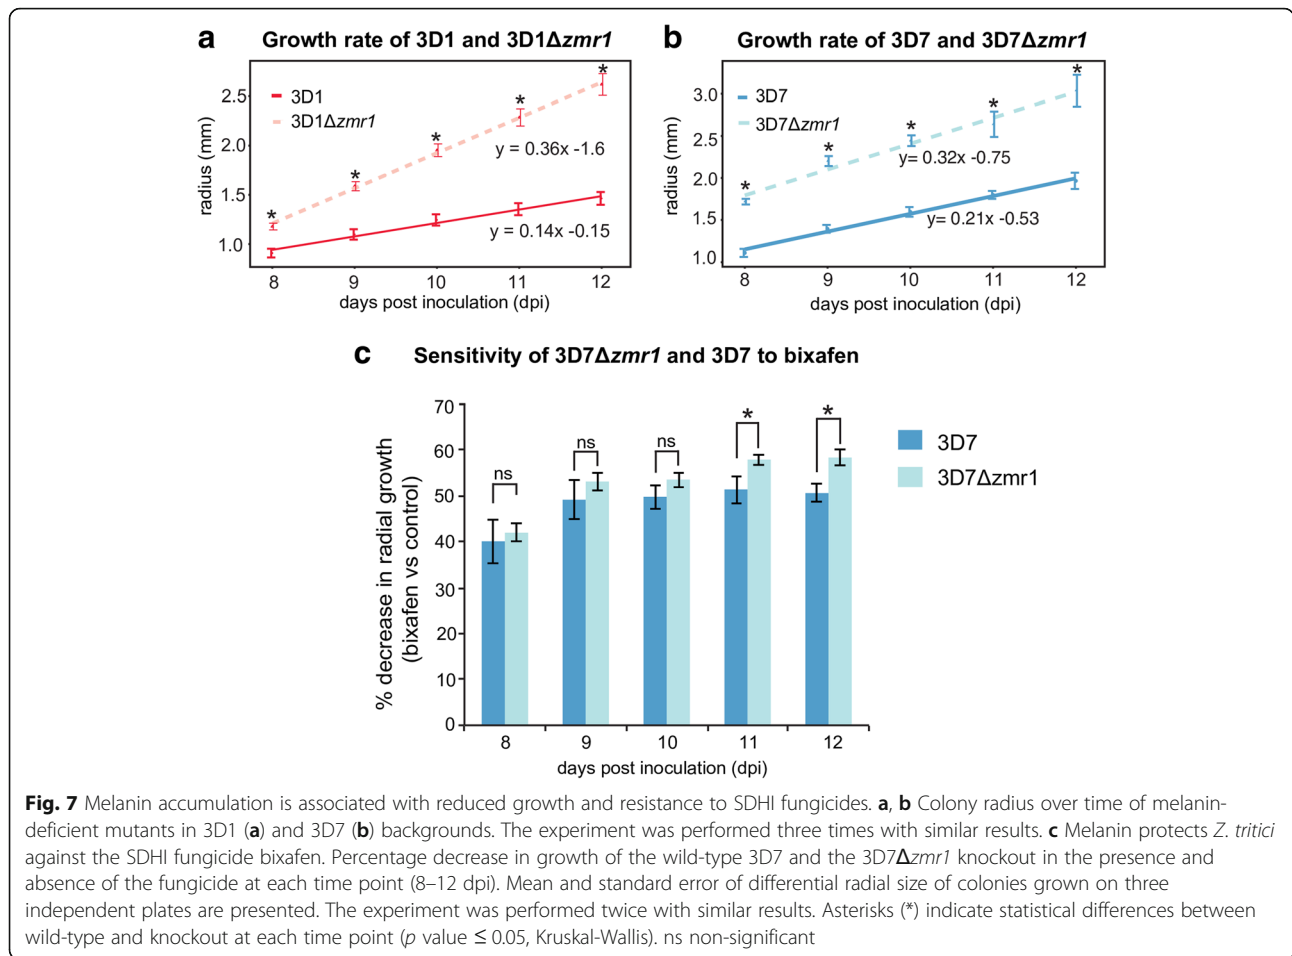 a Growth rate of 3D1 and 3D1Δzmr1
radius (mm)
2.5
2.0
1.5
1.0
3D1
3D1Δzmr1
*
*
*
*
*
y = 0.36x -1.6
y = 0.14x -0.15
8 9 10 11 12
days post inoculation (dpi)
b Growth rate of 3D7 and 3D7Δzmr1
radius (mm)
3.0
2.5
2.0
1.5
1.0
3D7
3D7Δzmr1
*
*
*
*
*
y= 0.32x -0.75
y = 0.21x -0.53
8 9 10 11 12
days post inoculation (dpi)
c Sensitivity of 3D7Δzmr1 and 3D7 to bixafen
% decrease in radial growth
(bixafen vs control)
70
60
50
40
30
20
10
0
ns
ns
ns
*
*
3D7
3D7Δzmr1
8 9 10 11 12
days post inoculation (dpi)
Fig. 7 Melanin accumulation is associated with reduced growth and resistance to SDHI fungicides. a, b Colony radius over time of melanin-
deficient mutants in 3D1 (a) and 3D7 (b) backgrounds. The experiment was performed three times with similar results. c Melanin protects Z. tritici
against the SDHI fungicide bixafen. Percentage decrease in growth of the wild-type 3D7 and the 3D7Δzmr1 knockout in the presence and
absence of the fungicide at each time point (8–12 dpi). Mean and standard error of differential radial size of colonies grown on three
independent plates are presented. The experiment was performed twice with similar results. Asterisks (*) indicate statistical differences between
wild-type and knockout at each time point (p value ≤ 0.05, Kruskal-Wallis). ns non-significant